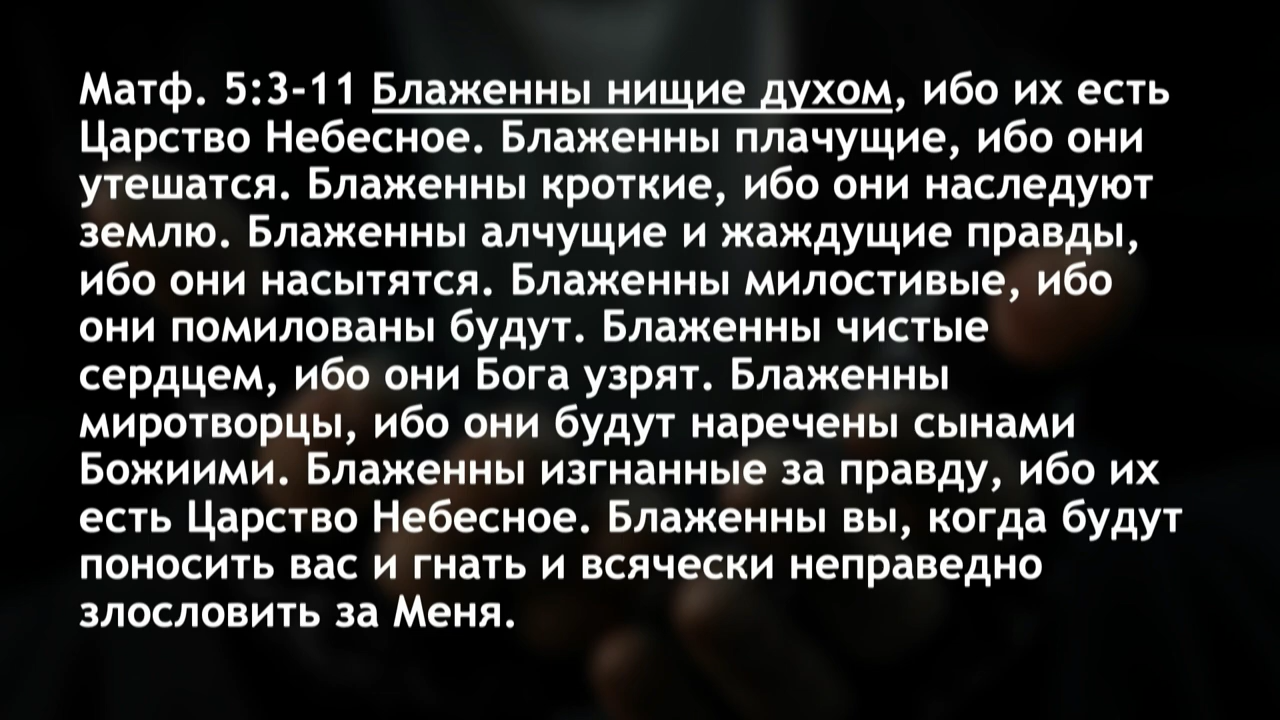 Матф. 5:3-11 Блаженны нищие духом, ибо их есть
Царство Небесное. Блаженны плачущие, ибо они
утешатся. Блаженны кроткие, ибо они наследуют
землю. Блаженны алчущие и жаждущие правды,
ибо они насытятся. Блаженны милостивые, ибо
они помилованы будут. Блаженны чистые
сердцем, ибо они Бога узрят. Блаженны
миротворцы, ибо они будут наречены сынами
Божиими. Блаженны изгнанные за правду, ибо их
есть Царство Небесное. Блаженны вы, когда будут
поносить вас и гнать и всячески неправедно
злословить за Меня.